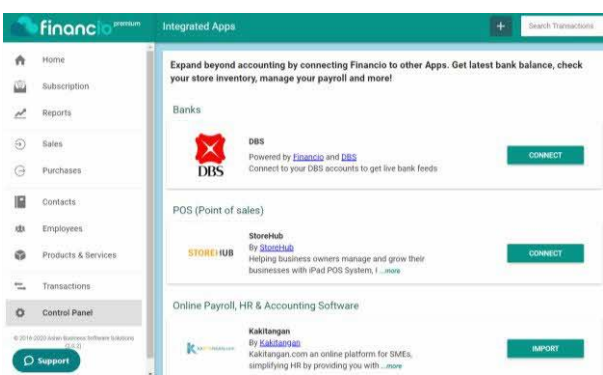 financio premium
Integrated Apps
+
Search Transactions
Home
Subscription
Reports
Sales
Purchases
Contacts
Employees
Products & Services
Transactions
Control Panel
Support
Expand beyond accounting by connecting Financio to other Apps. Get latest bank balance, check
your store inventory, manage your payroll and more!
Banks
DBS
DBS
Powered by Financio and DBS
Connect to your DBS accounts to get live bank feeds
CONNECT
POS (Point of sales)
STOREHUB
StoreHub
By StoreHub
Helping business owners manage and grow their
businesses with iPad POS System, I ...more
CONNECT
Online Payroll, HR & Accounting Software
Kakitangan
By Kakitangan
Kakitangan.com an online platform for SMEs,
simplifying HR by providing you with ...more
IMPORT